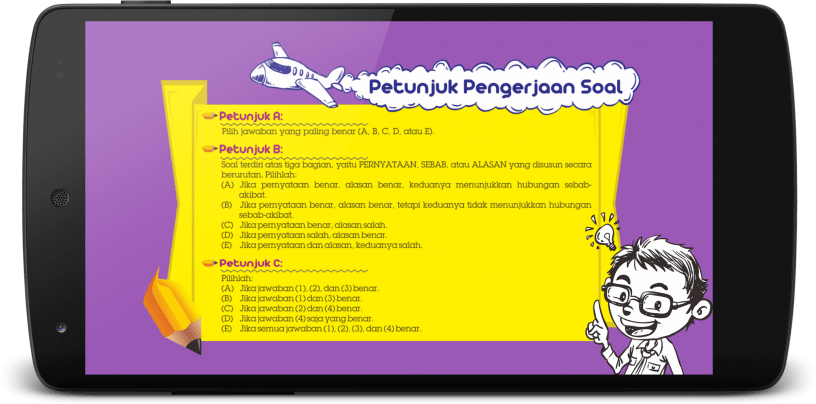 Petunjuk Pengerjaan Soal
Petunjuk A:
Pilih jawaban yang paling benar (A, B, C, D, atau E).
Petunjuk B:
Soal terdiri atas tiga bagian, yaitu PERNYATAAN, SEBAB, atau ALASAN yang disusun secara
berurutan. Pilihlah:
(A) Jika pernyataan benar, alasan benar, keduanya menunjukkan hubungan sebab-
akibat.
(B) Jika pernyataan benar, alasan benar, tetapi keduanya tidak menunjukkan hubungan
sebab-akibat.
(C) Jika pernyataan benar, alasan salah.
(D) Jika pernyataan salah, alasan benar.
(E) Jika pernyataan dan alasan, keduanya salah.
Petunjuk C:
Pilihlah:
(A) Jika jawaban (1), (2), dan (3) benar.
(B) Jika jawaban (1) dan (3) benar.
(C) Jika jawaban (2) dan (4) benar.
(D) Jika jawaban (4) saja yang benar.
(E) Jika semua jawaban (1), (2), (3), dan (4) benar.